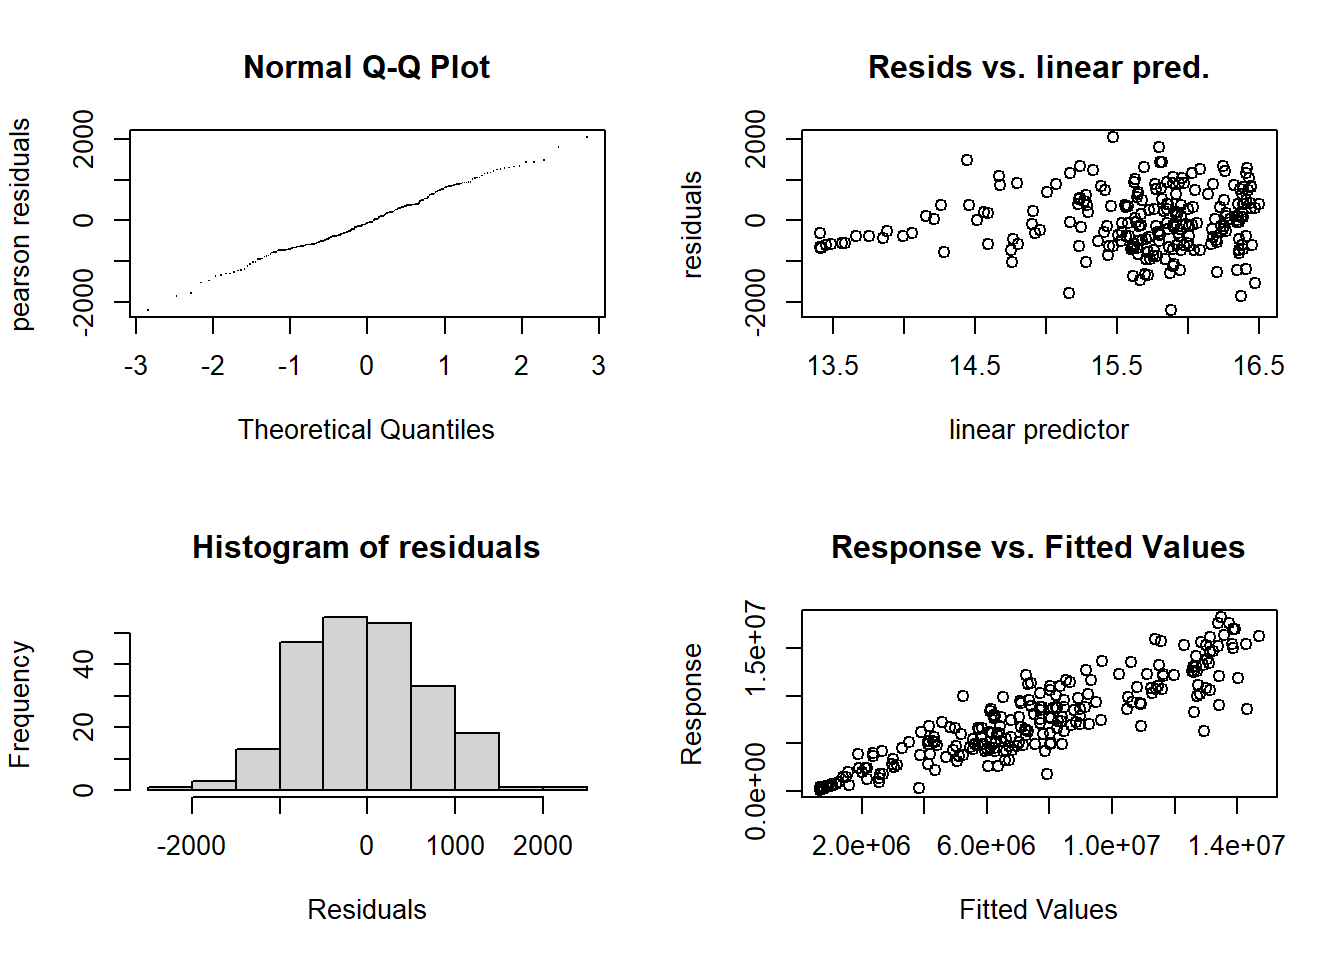 Normal Q-Q Plot
pearson residuals
-2000 0 2000
-3 -2 -1 0 1 2 3
Theoretical Quantiles
Resids vs. linear pred.
residuals
-2000 0 2000
13.5 14.5 15.5 16.5
linear predictor
Histogram of residuals
Frequency
0 20 40
-2000 0 1000 2000
Residuals
Response vs. Fitted Values
Response
0.0e+00 1.5e+07
2.0e+06 6.0e+06 1.0e+07 1.4e+07
Fitted Values